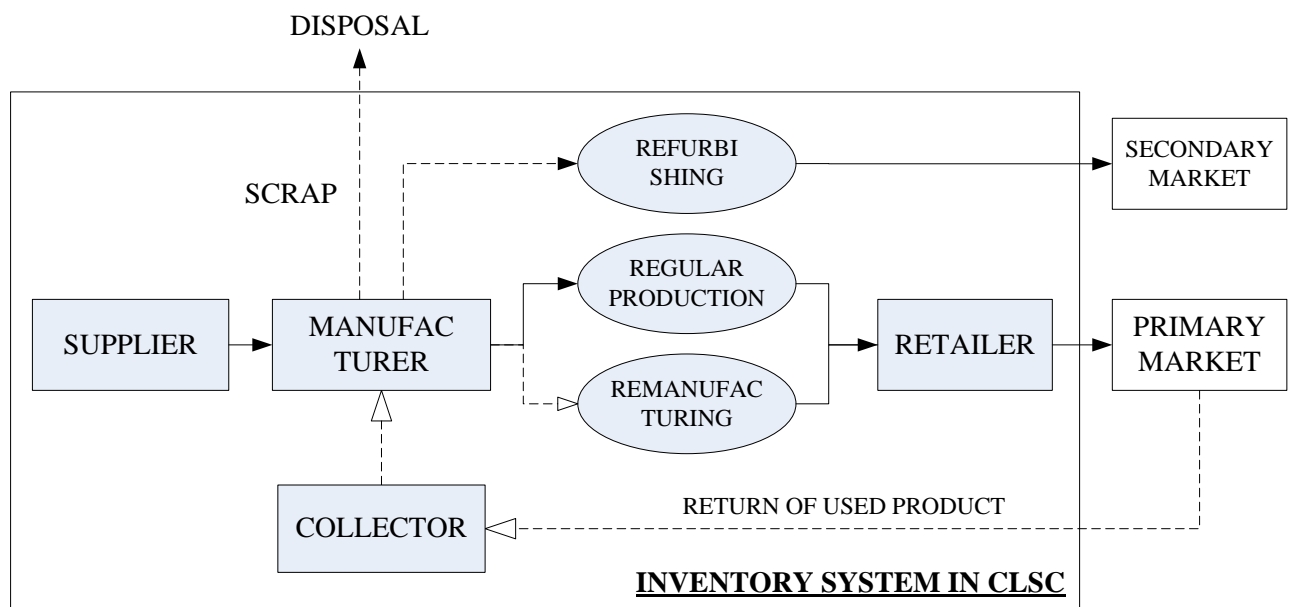 DISPOSAL
REFURBI
SHING
SECONDARY
MARKET
SCRAP
REGULAR
PRODUCTION
SUPPLIER
MANUFAC
TURER
RETAILER
PRIMARY
MARKET
REMANUFAC
TURING
COLLECTOR
RETURN OF USED PRODUCT
INVENTORY SYSTEM IN CLSC